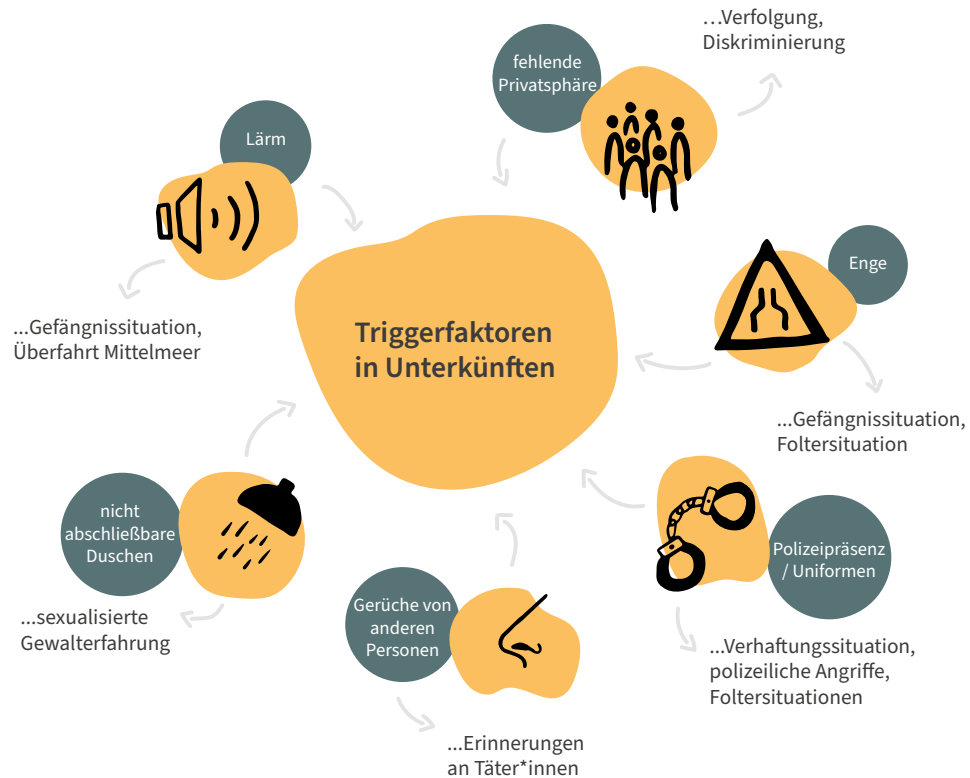 ...Verfolgung,
Diskriminierung
fehlende
Privatsphäre
Lärm
...Gefängnissituation,
Überfahrt Mittelmeer
Enge
...Gefängnissituation,
Foltersituation
Triggerfaktoren
in Unterkünften
nicht
abschließbare
Duschen
...sexualisierte
Gewalterfahrung
Gerüche von
anderen
Personen
...Erinnerungen
an Täter*innen
Polizeipräsenz
/ Uniformen
...Verhaftungssituation,
polizeiliche Angriffe,
Foltersituationen